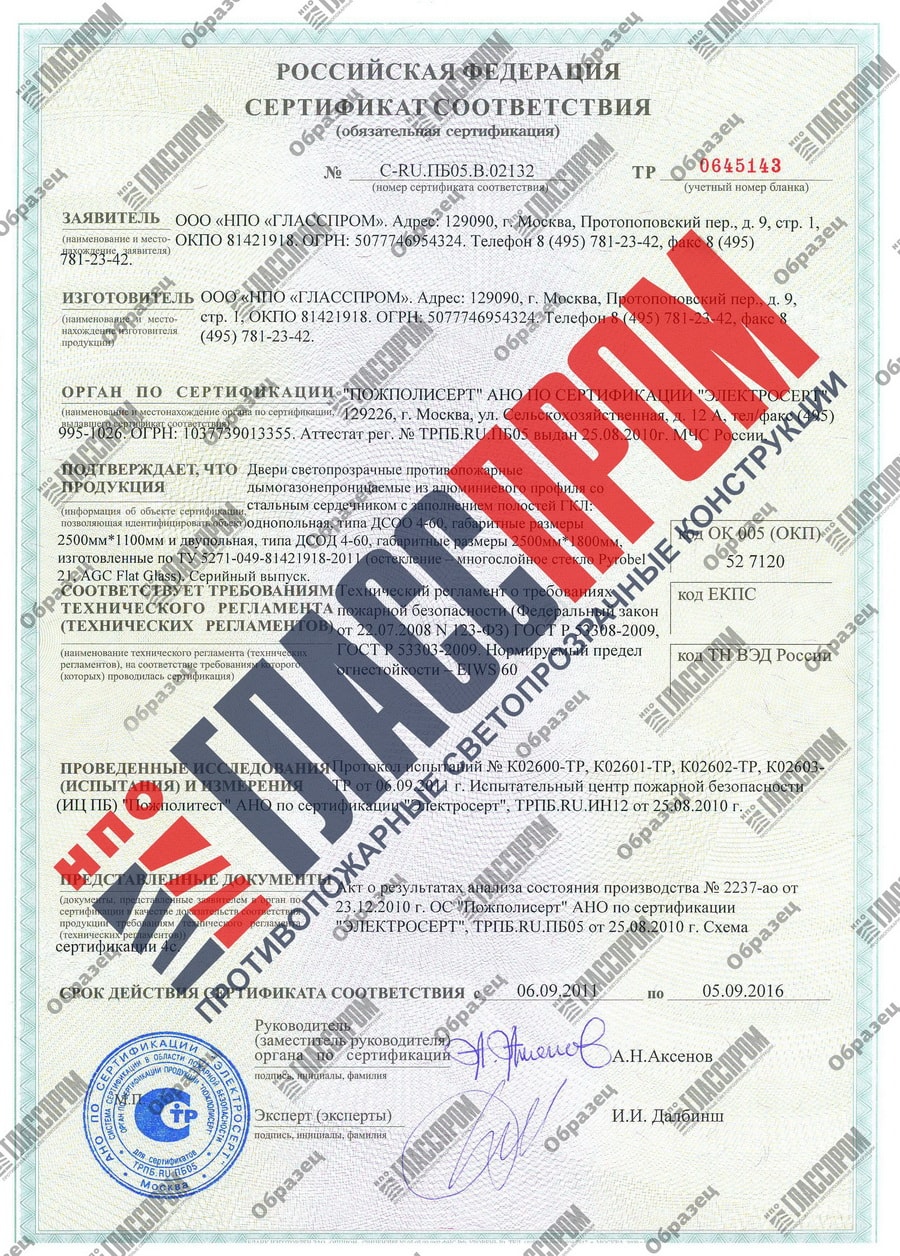 РОССИЙСКАЯ ФЕДЕРАЦИЯ
СЕРТИФИКАТ СООТВЕТСТВИЯ
(обязательная сертификация)
№ C-RU.ПБ05.В.02132
(номер сертификата соответствия)
ТР 0645143
(учетный номер бланка)
ЗАЯВИТЕЛЬ ООО «НПО «ГЛАССПРОМ». Адрес: 129090, г. Москва, Протопоповский пер., д. 9, стр. 1,
(наименование и место-
нахождение заявителя)
ОКПО 81421918. ОГРН: 5077746954324. Телефон 8 (495) 781-23-42, факс 8 (495)
781-23-42.
ИЗГОТОВИТЕЛЬ ООО «НПО «ГЛАССПРОМ». Адрес: 129090, г. Москва, Протопоповский пер., д. 9,
(наименование и место-
нахождение изготовителя
продукции)
стр. 1, ОКПО 81421918. ОГРН: 5077746954324. Телефон 8 (495) 781-23-42, факс 8
(495) 781-23-42.
ОРГАН ПО СЕРТИФИКАЦИИ "ПОЖПОЛИСЕРТ" АНО ПО СЕРТИФИКАЦИИ "ЭЛЕКТРОСЕРТ"
(наименование и местонахождение органа по сертификации,
выдавшего сертификат соответствия)
129226, г. Москва, ул. Сельскохозяйственная, д. 12 А, тел/факс (495)
995-1026. ОГРН: 1037739013355. Аттестат рег. № ТРПБ.RU.ПБ05 выдан 25.08.2010г. МЧС России.
ПОДТВЕРЖДАЕТ, ЧТО
ПРОДУКЦИЯ
(информация об объекте сертификации,
позволяющая идентифицировать объект)
Двери светопрозрачные противопожарные
дымогазонепроницаемые из алюминиевого профиля со
стальным сердечником с заполнением полостей ГКЛ:
однопольная, типа ДСОО 4-60, габаритные размеры
2500мм*1100мм и двупольная, типа ДСОД 4-60, габаритные размеры 2500мм*1800мм,
изготовленные по ТУ 5271-049-81421918-2011 (остекление – многослойное стекло Pyrobel
21, AGC Flat Glass). Серийный выпуск.
код ОК 005 (ОКП)
52 7120
код ЕКПС
код ТН ВЭД России
СООТВЕТСТВУЕТ ТРЕБОВАНИЯМ
ТЕХНИЧЕСКОГО РЕГЛАМЕНТА
(ТЕХНИЧЕСКИХ РЕГЛАМЕНТОВ)
(наименование технического регламента (технических
регламентов), на соответствие требованиям которого
(которых) проводилась сертификация)
Технический регламент о требованиях
пожарной безопасности (Федеральный закон
от 22.07.2008 N 123-ФЗ) ГОСТ Р 53308-2009,
ГОСТ Р 53303-2009. Нормируемый предел
огнестойкости – EIWS 60
ПРОВЕДЕННЫЕ ИССЛЕДОВАНИЯ
(ИСПЫТАНИЯ) И ИЗМЕРЕНИЯ
Протокол испытаний № К02600-ТР, К02601-ТР, К02602-ТР, К02603-
ТР от 06.09.2011 г. Испытательный центр пожарной безопасности
(ИЦ ПБ) "Пожполитест" АНО по сертификации "Электросерт", ТРПБ.RU.ИН12 от 25.08.2010 г.
ПРЕДСТАВЛЕННЫЕ ДОКУМЕНТЫ
(документы, представленные заявителем в орган по
сертификации в качестве доказательств соответствия
продукции требованиям технического регламента
(технических регламентов))
Акт о результатах анализа состояния производства № 2237-ао от
23.12.2010 г. ОС "Пожполисерт" АНО по сертификации
"ЭЛЕКТРОСЕРТ", ТРПБ.RU.ПБ05 от 25.08.2010 г. Схема
сертификации 4с.
СРОК ДЕЙСТВИЯ СЕРТИФИКАТА СООТВЕТСТВИЯ с 06.09.2011 по 05.09.2016
Руководитель
(заместитель руководителя)
органа по сертификации
подпись, инициалы, фамилия
А.Н.Аксенов
Эксперт (эксперты)
подпись, инициалы, фамилия
И.И. Далбинш
М.П.
АНО ПО СЕРТИФИКАЦИИ "ЭЛЕКТРОСЕРТ"
СИСТЕМА СЕРТИФИКАЦИИ В ОБЛАСТИ ПОЖАРНОЙ БЕЗОПАСНОСТИ
ОРГАН ПО СЕРТИФИКАЦИИ ПРОДУКЦИИ "ПОЖПОЛИСЕРТ"
для сертификатов
ТРПБ.RU.ПБ05
Москва
НПО
ГЛАССПРОМ
ПРОТИВОПОЖАРНЫЕ СВЕТОПРОЗРАЧНЫЕ КОНСТРУКЦИИ
Образец
НПО ГЛАССПРОМ